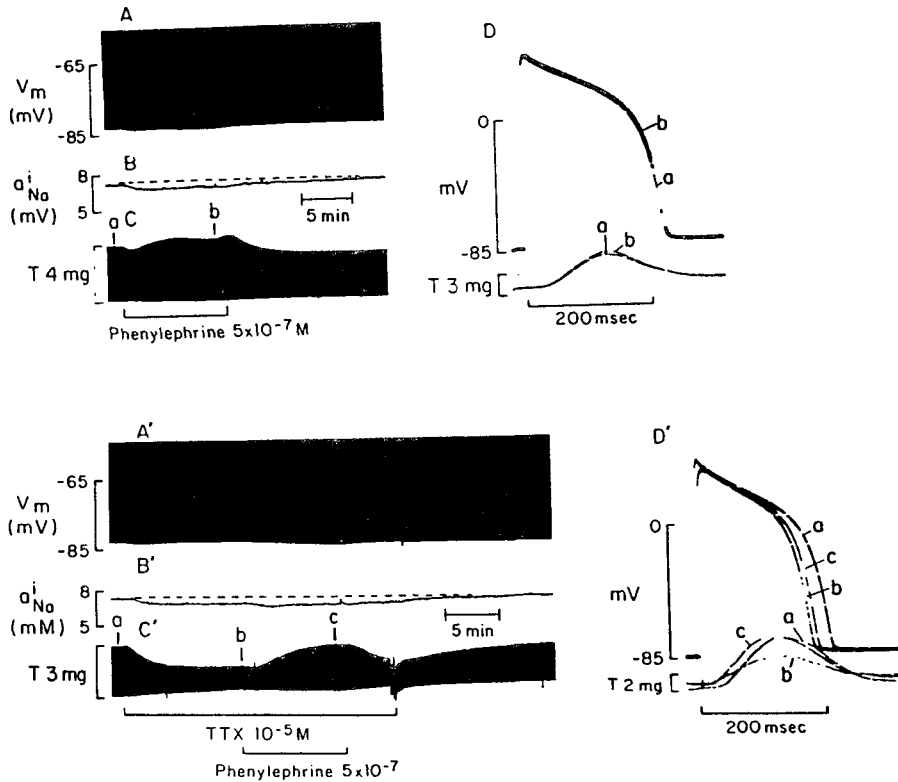 A
-65
Vm
(mV)
-85
B
8
a^i_Na
(mV)
5
5 min
a C
b
T 4 mg
Phenylephrine 5x10⁻⁷ M
D
0
b
a
mV
a
b
-85
T 3 mg
200 msec
A'
-65
Vm
(mV)
-85
B'
8
a^i_Na
(mM)
5
5 min
a C'
b
c
T 3 mg
TTX 10⁻⁵ M
Phenylephrine 5x10⁻⁷
D'
0
a
c
mV
b
c
a
-85
b
T 2 mg
200 msec